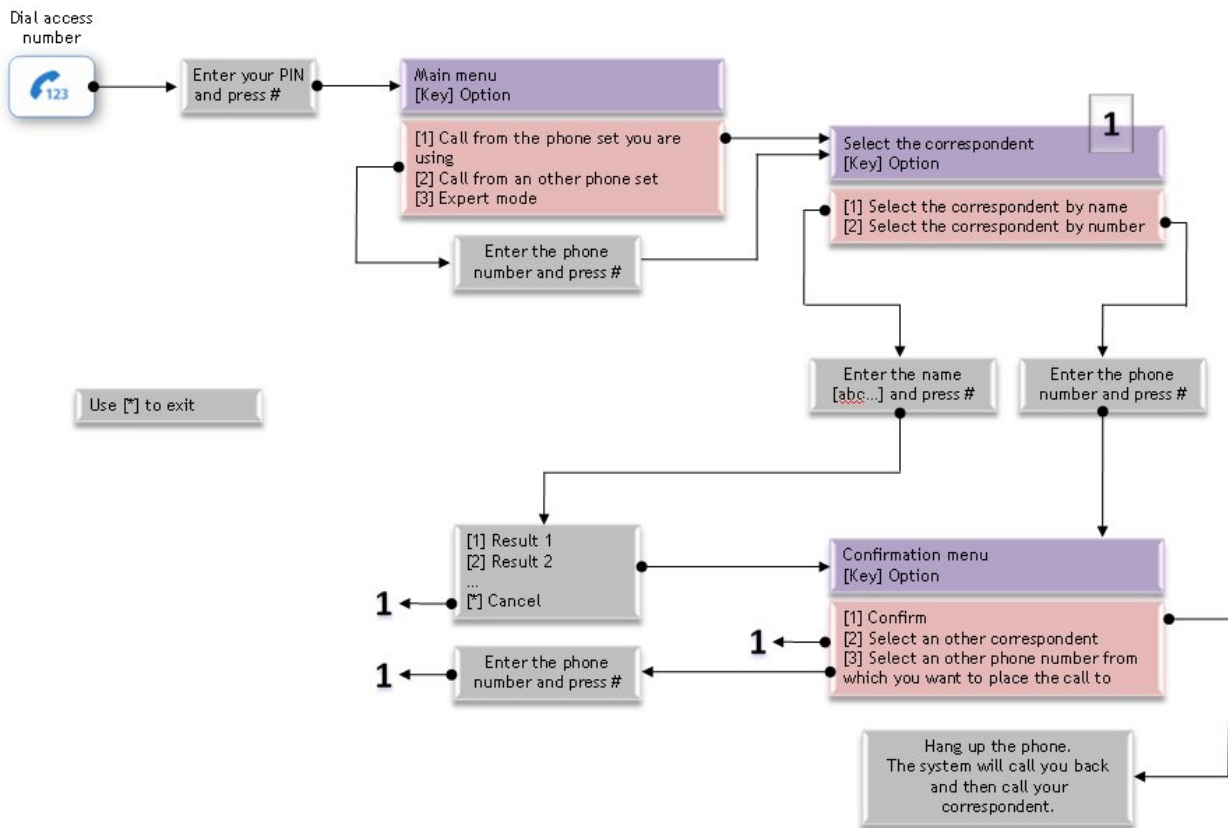 Dial access
number
123
Enter your PIN
and press #
Main menu
[Key] Option
[1] Call from the phone set you are
using
[2] Call from an other phone set
[3] Expert mode
Enter the phone
number and press #
1
Select the correspondent
[Key] Option
[1] Select the correspondent by name
[2] Select the correspondent by number
Enter the name
[abc...] and press #
Enter the phone
number and press #
Use [*] to exit
[1] Result 1
[2] Result 2
...
[*] Cancel
1
Confirmation menu
[Key] Option
[1] Confirm
[2] Select an other correspondent
[3] Select an other phone number from
which you want to place the call to
1
Enter the phone
number and press #
1
Hang up the phone.
The system will call you back
and then call your
correspondent.